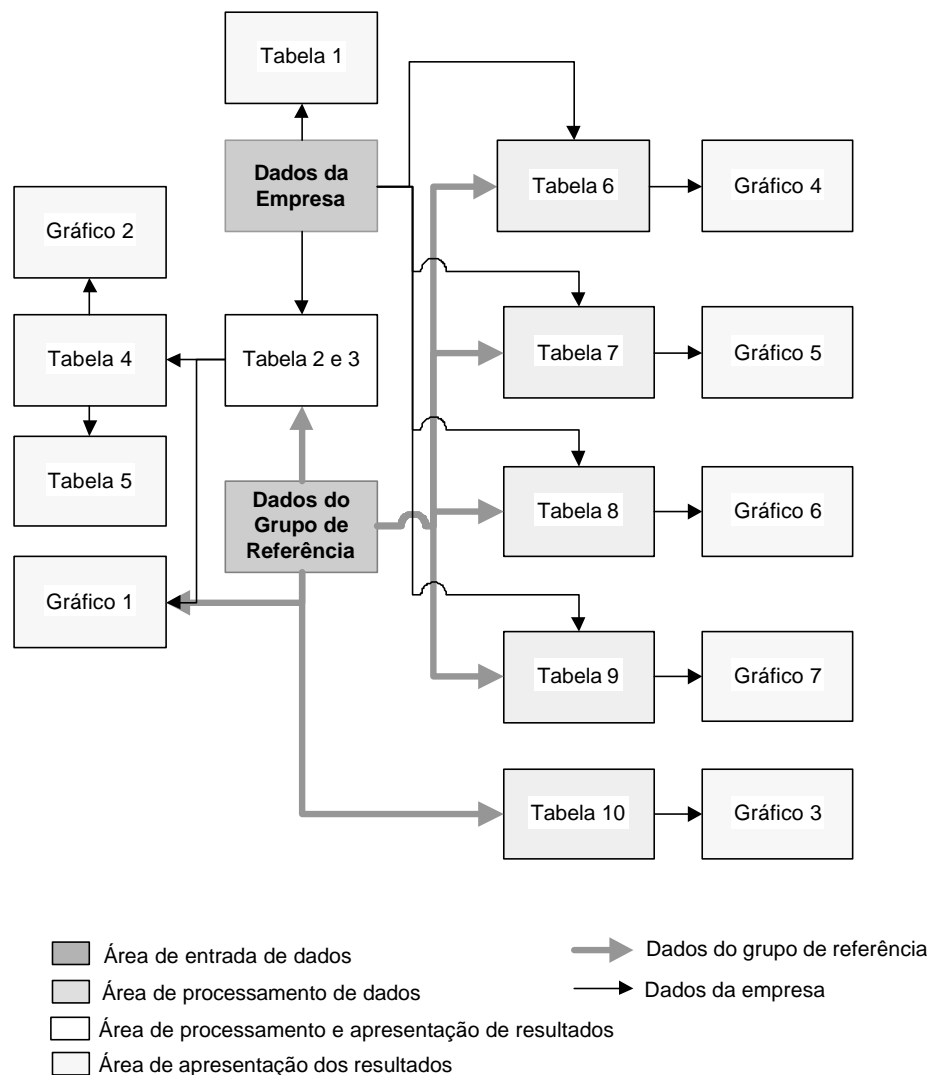 Tabela 1
Dados da
Empresa
Tabela 6
Gráfico 4
Gráfico 2
Tabela 4
Tabela 2 e 3
Tabela 7
Gráfico 5
Tabela 5
Dados do
Grupo de
Referência
Tabela 8
Gráfico 6
Gráfico 1
Tabela 9
Gráfico 7
Tabela 10
Gráfico 3
Área de entrada de dados
Área de processamento de dados
Área de processamento e apresentação de resultados
Área de apresentação dos resultados
Dados do grupo de referência
Dados da empresa